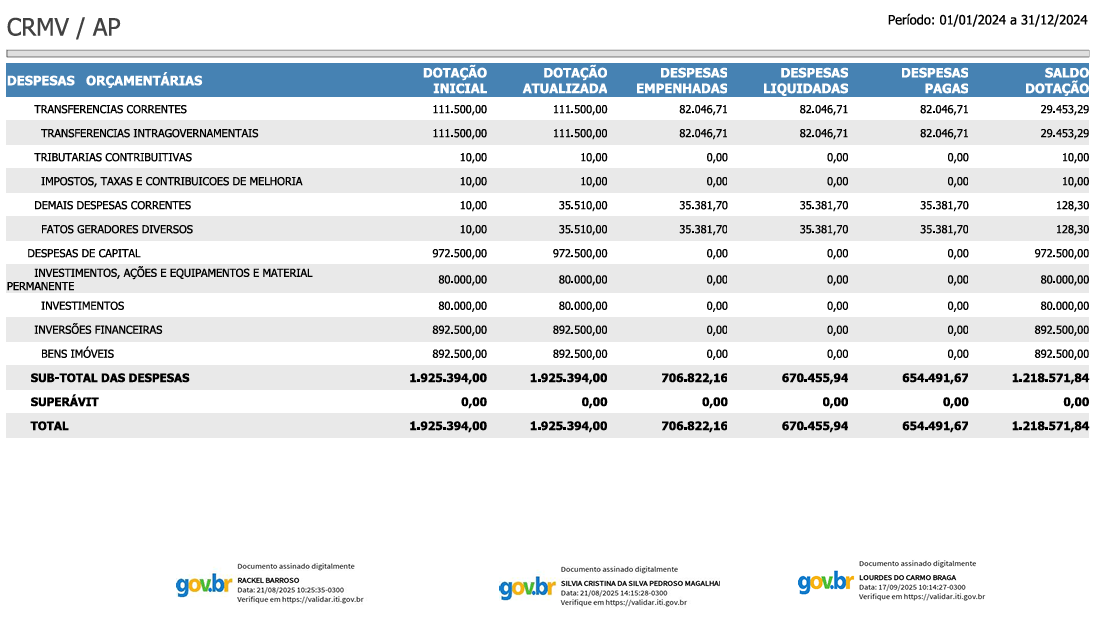 CRMV / AP
Período: 01/01/2024 a 31/12/2024
DESPESAS ORÇAMENTÁRIAS DOTAÇÃO INICIAL DOTAÇÃO ATUALIZADA DESPESAS EMPENHADAS DESPESAS LIQUIDADAS DESPESAS PAGAS SALDO DOTAÇÃO
TRANSFERENCIAS CORRENTES 111.500,00 111.500,00 82.046,71 82.046,71 82.046,71 29.453,29
TRANSFERENCIAS INTRAGOVERNAMENTAIS 111.500,00 111.500,00 82.046,71 82.046,71 82.046,71 29.453,29
TRIBUTARIAS CONTRIBUITIVAS 10,00 10,00 0,00 0,00 0,00 10,00
IMPOSTOS, TAXAS E CONTRIBUICOES DE MELHORIA 10,00 10,00 0,00 0,00 0,00 10,00
DEMAIS DESPESAS CORRENTES 10,00 35.510,00 35.381,70 35.381,70 35.381,70 128,30
FATOS GERADORES DIVERSOS 10,00 35.510,00 35.381,70 35.381,70 35.381,70 128,30
DESPESAS DE CAPITAL 972.500,00 972.500,00 0,00 0,00 0,00 972.500,00
INVESTIMENTOS, AÇÕES E EQUIPAMENTOS E MATERIAL
PERMANENTE 80.000,00 80.000,00 0,00 0,00 0,00 80.000,00
INVESTIMENTOS 80.000,00 80.000,00 0,00 0,00 0,00 80.000,00
INVERSÕES FINANCEIRAS 892.500,00 892.500,00 0,00 0,00 0,00 892.500,00
BENS IMÓVEIS 892.500,00 892.500,00 0,00 0,00 0,00 892.500,00
SUB-TOTAL DAS DESPESAS 1.925.394,00 1.925.394,00 706.822,16 670.455,94 654.491,67 1.218.571,84
SUPERÁVIT 0,00 0,00 0,00 0,00 0,00 0,00
TOTAL 1.925.394,00 1.925.394,00 706.822,16 670.455,94 654.491,67 1.218.571,84
gov.br
Documento assinado digitalmente
RACKEL BARROSO
Data: 21/08/2025 10:25:35-0300
Verifique em https://validar.iti.gov.br
gov.br
Documento assinado digitalmente
SILVIA CRISTINA DA SILVA PEDROSO MAGALHAI
Data: 21/08/2025 14:15:28-0300
Verifique em https://validar.iti.gov.br
gov.br
Documento assinado digitalmente
LOURDES DO CARMO BRAGA
Data: 17/09/2025 10:14:27-0300
Verifique em https://validar.iti.gov.br